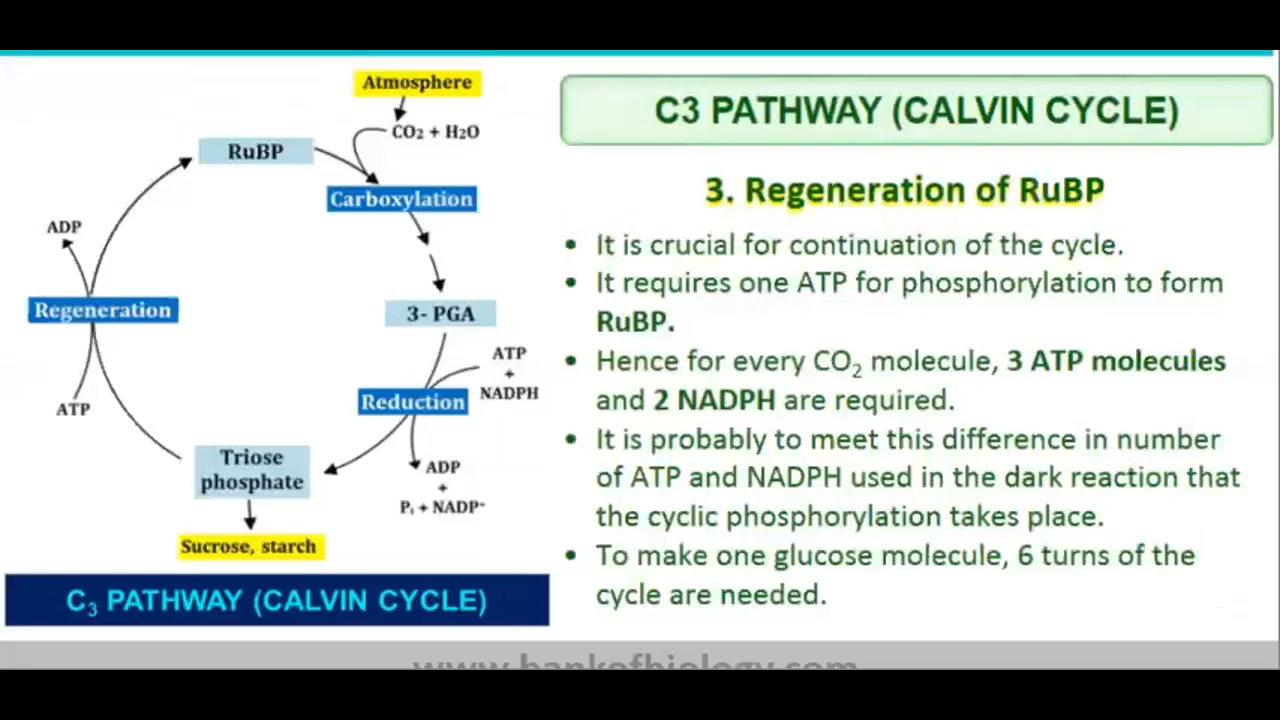 Atmosphere
CO₂ + H₂O
RuBP
Carboxylation
ADP
Regeneration
3- PGA
ATP
+
NADPH
Reduction
ATP
Triose
phosphate
ADP
+
Pᵢ + NADP⁺
Sucrose, starch
C₃ PATHWAY (CALVIN CYCLE)
C3 PATHWAY (CALVIN CYCLE)
3. Regeneration of RuBP
• It is crucial for continuation of the cycle.
• It requires one ATP for phosphorylation to form
RuBP.
• Hence for every CO₂ molecule, 3 ATP molecules
and 2 NADPH are required.
• It is probably to meet this difference in number
of ATP and NADPH used in the dark reaction that
the cyclic phosphorylation takes place.
• To make one glucose molecule, 6 turns of the
cycle are needed.
www.bankofbiology.com